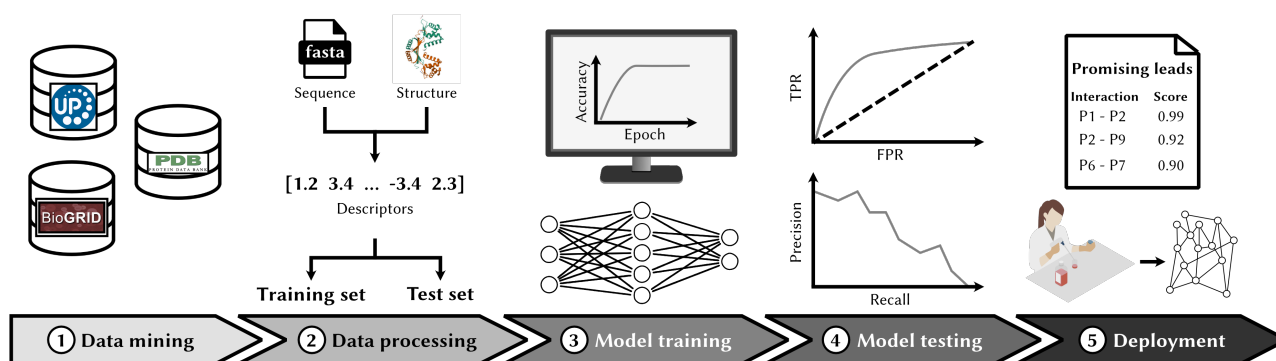 UP
PDB
PROTEIN DATA BANK
BioGRID
fasta
Sequence
Structure
[1.2 3.4 ... -3.4 2.3]
Descriptors
Training set
Test set
Accuracy
Epoch
TPR
FPR
Precision
Recall
Promising leads
Interaction Score
P1 - P2 0.99
P2 - P9 0.92
P6 - P7 0.90
1 Data mining
2 Data processing
3 Model training
4 Model testing
5 Deployment